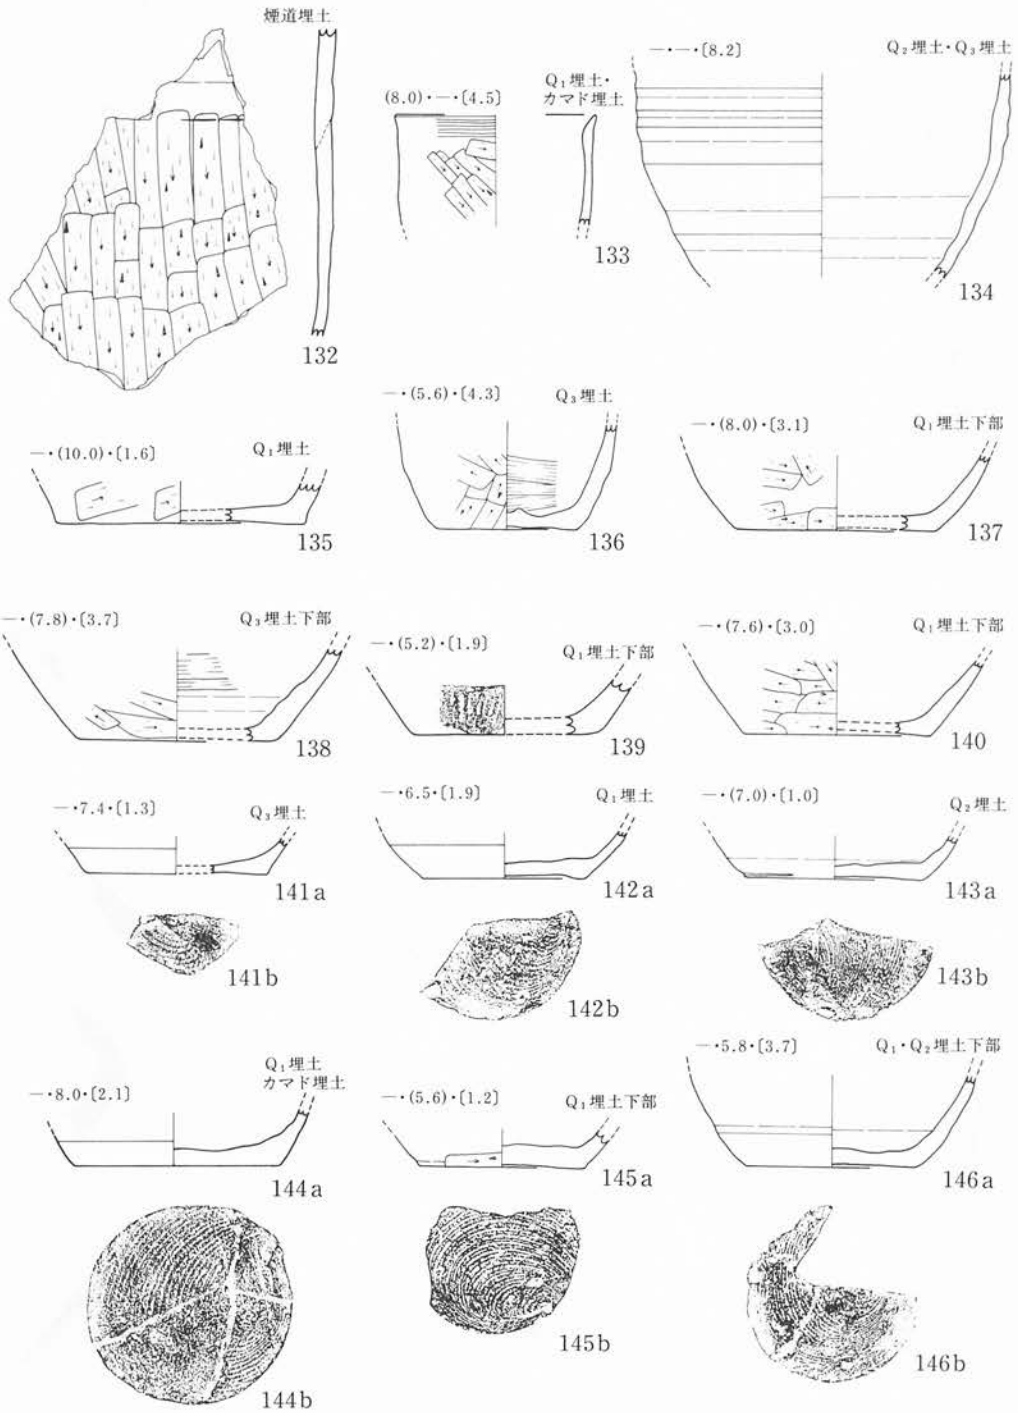 煙道埋土
132
(8.0)・―・〔4.5〕
Q₁埋土・
カマド埋土
133
―・―・〔8.2〕
Q₂埋土・Q₃埋土
134
―・(10.0)・〔1.6〕
Q₁埋土
135
―・(5.6)・〔4.3〕
Q₃埋土
136
―・(8.0)・〔3.1〕
Q₁埋土下部
137
―・(7.8)・〔3.7〕
Q₃埋土下部
138
―・(5.2)・〔1.9〕
Q₁埋土下部
139
―・(7.6)・〔3.0〕
Q₁埋土下部
140
―・7.4・〔1.3〕
Q₃埋土
141a
141b
―・6.5・〔1.9〕
Q₁埋土
142a
142b
―・(7.0)・〔1.0〕
Q₂埋土
143a
143b
―・8.0・〔2.1〕
Q₁埋土
カマド埋土
144a
144b
―・(5.6)・〔1.2〕
Q₁埋土下部
145a
145b
―・5.8・〔3.7〕
Q₁・Q₂埋土下部
146a
146b